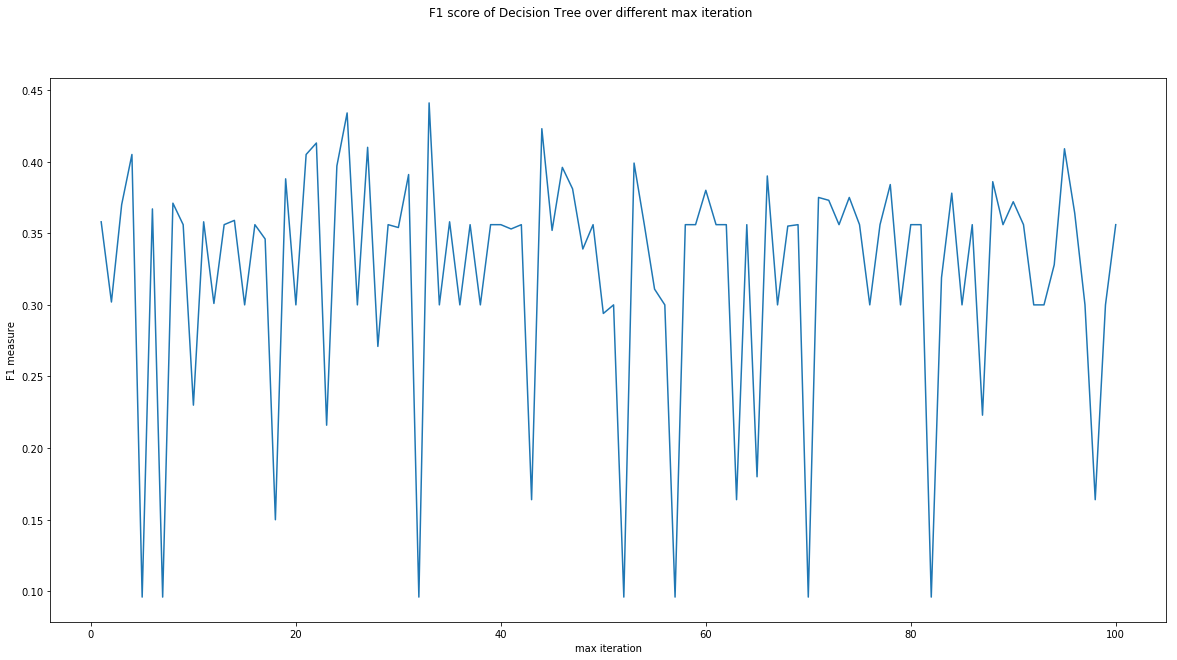 F1 score of Decision Tree over different max iteration
0.45
0.40
0.35
0.30
0.25
0.20
0.15
0.10
F1 measure
0 20 40 60 80 100
max iteration